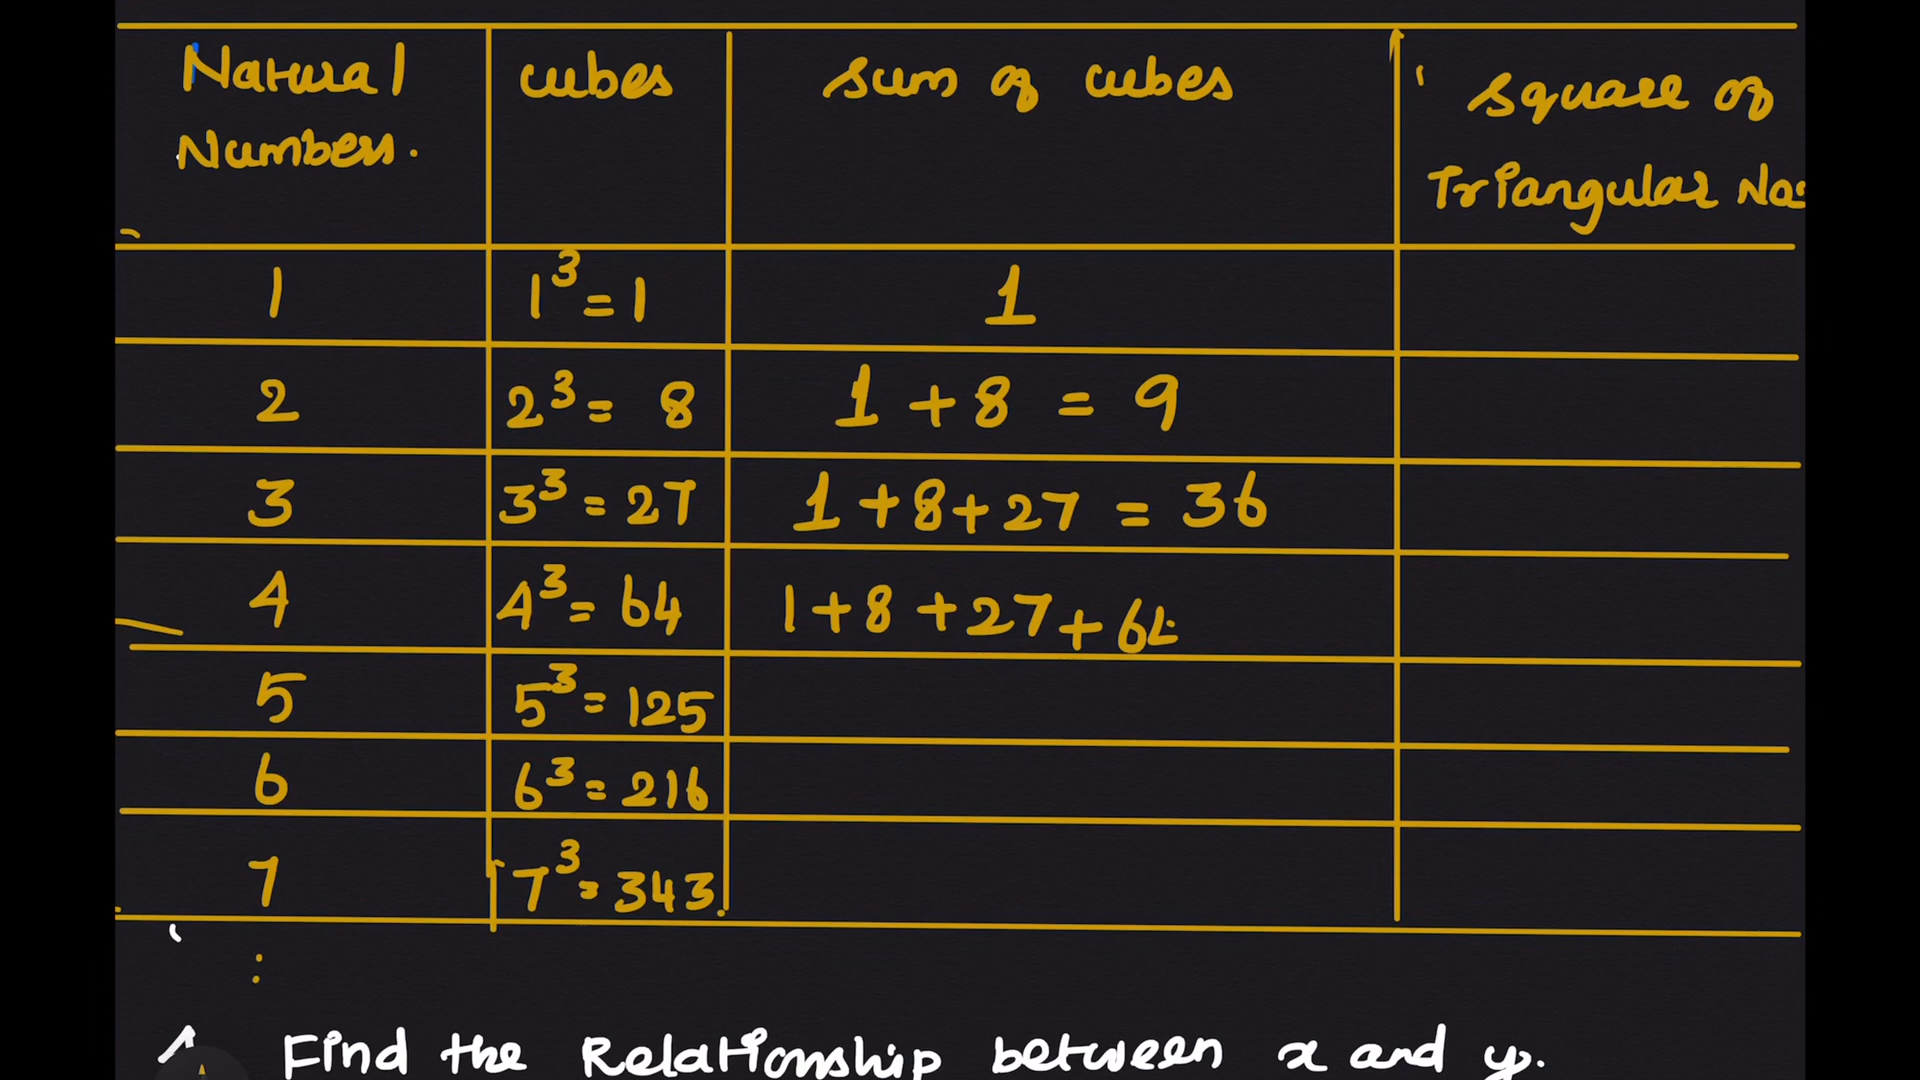 Natural Numbers. cubes sum of cubes square of Triangular Nos
1 1³ = 1 1
2 2³ = 8 1 + 8 = 9
3 3³ = 27 1 + 8 + 27 = 36
4 4³ = 64 1 + 8 + 27 + 64
5 5³ = 125
6 6³ = 216
7 7³ = 343.
:
Find the Relationship between x and y.